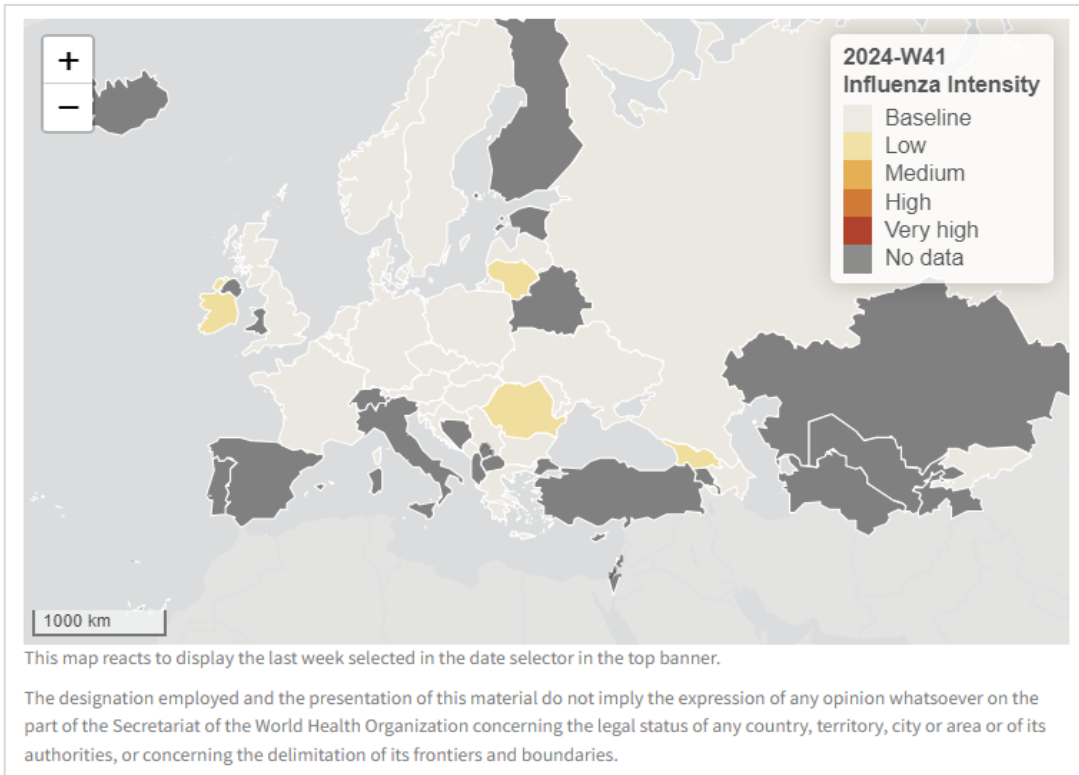 +
−
2024-W41
Influenza Intensity
Baseline
Low
Medium
High
Very high
No data
1000 km
This map reacts to display the last week selected in the date selector in the top banner.
The designation employed and the presentation of this material do not imply the expression of any opinion whatsoever on the
part of the Secretariat of the World Health Organization concerning the legal status of any country, territory, city or area or of its
authorities, or concerning the delimitation of its frontiers and boundaries.